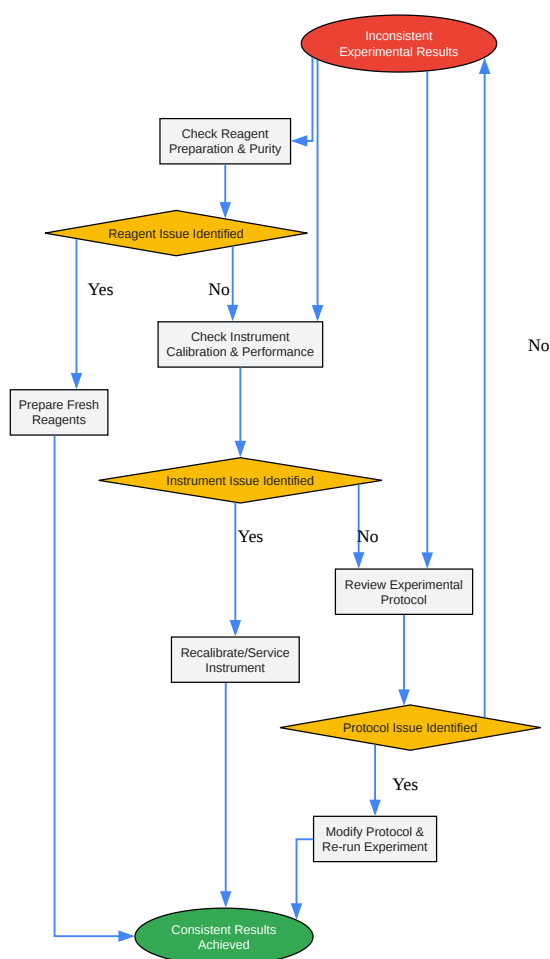 Inconsistent
Experimental Results
Check Reagent
Preparation & Purity
Reagent Issue Identified
Yes
No
Check Instrument
Calibration & Performance
No
Prepare Fresh
Reagents
Instrument Issue Identified
Yes
No
Review Experimental
Protocol
Recalibrate/Service
Instrument
Protocol Issue Identified
Yes
Modify Protocol &
Re-run Experiment
Consistent Results
Achieved